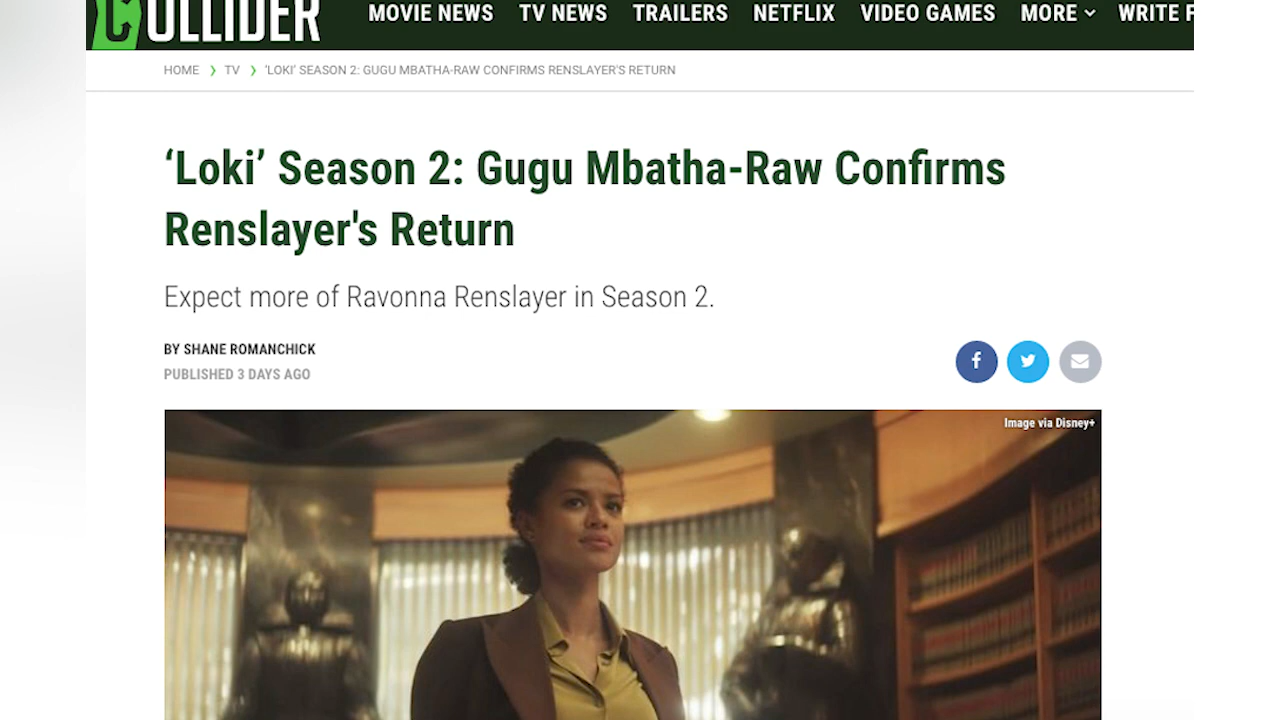 COLLIDER
MOVIE NEWS TV NEWS TRAILERS NETFLIX VIDEO GAMES MORE WRITE F
HOME > TV > ‘LOKI’ SEASON 2: GUGU MBATHA-RAW CONFIRMS RENSLAYER'S RETURN
‘Loki’ Season 2: Gugu Mbatha-Raw Confirms
Renslayer's Return
Expect more of Ravonna Renslayer in Season 2.
BY SHANE ROMANCHICK
PUBLISHED 3 DAYS AGO
Image via Disney+